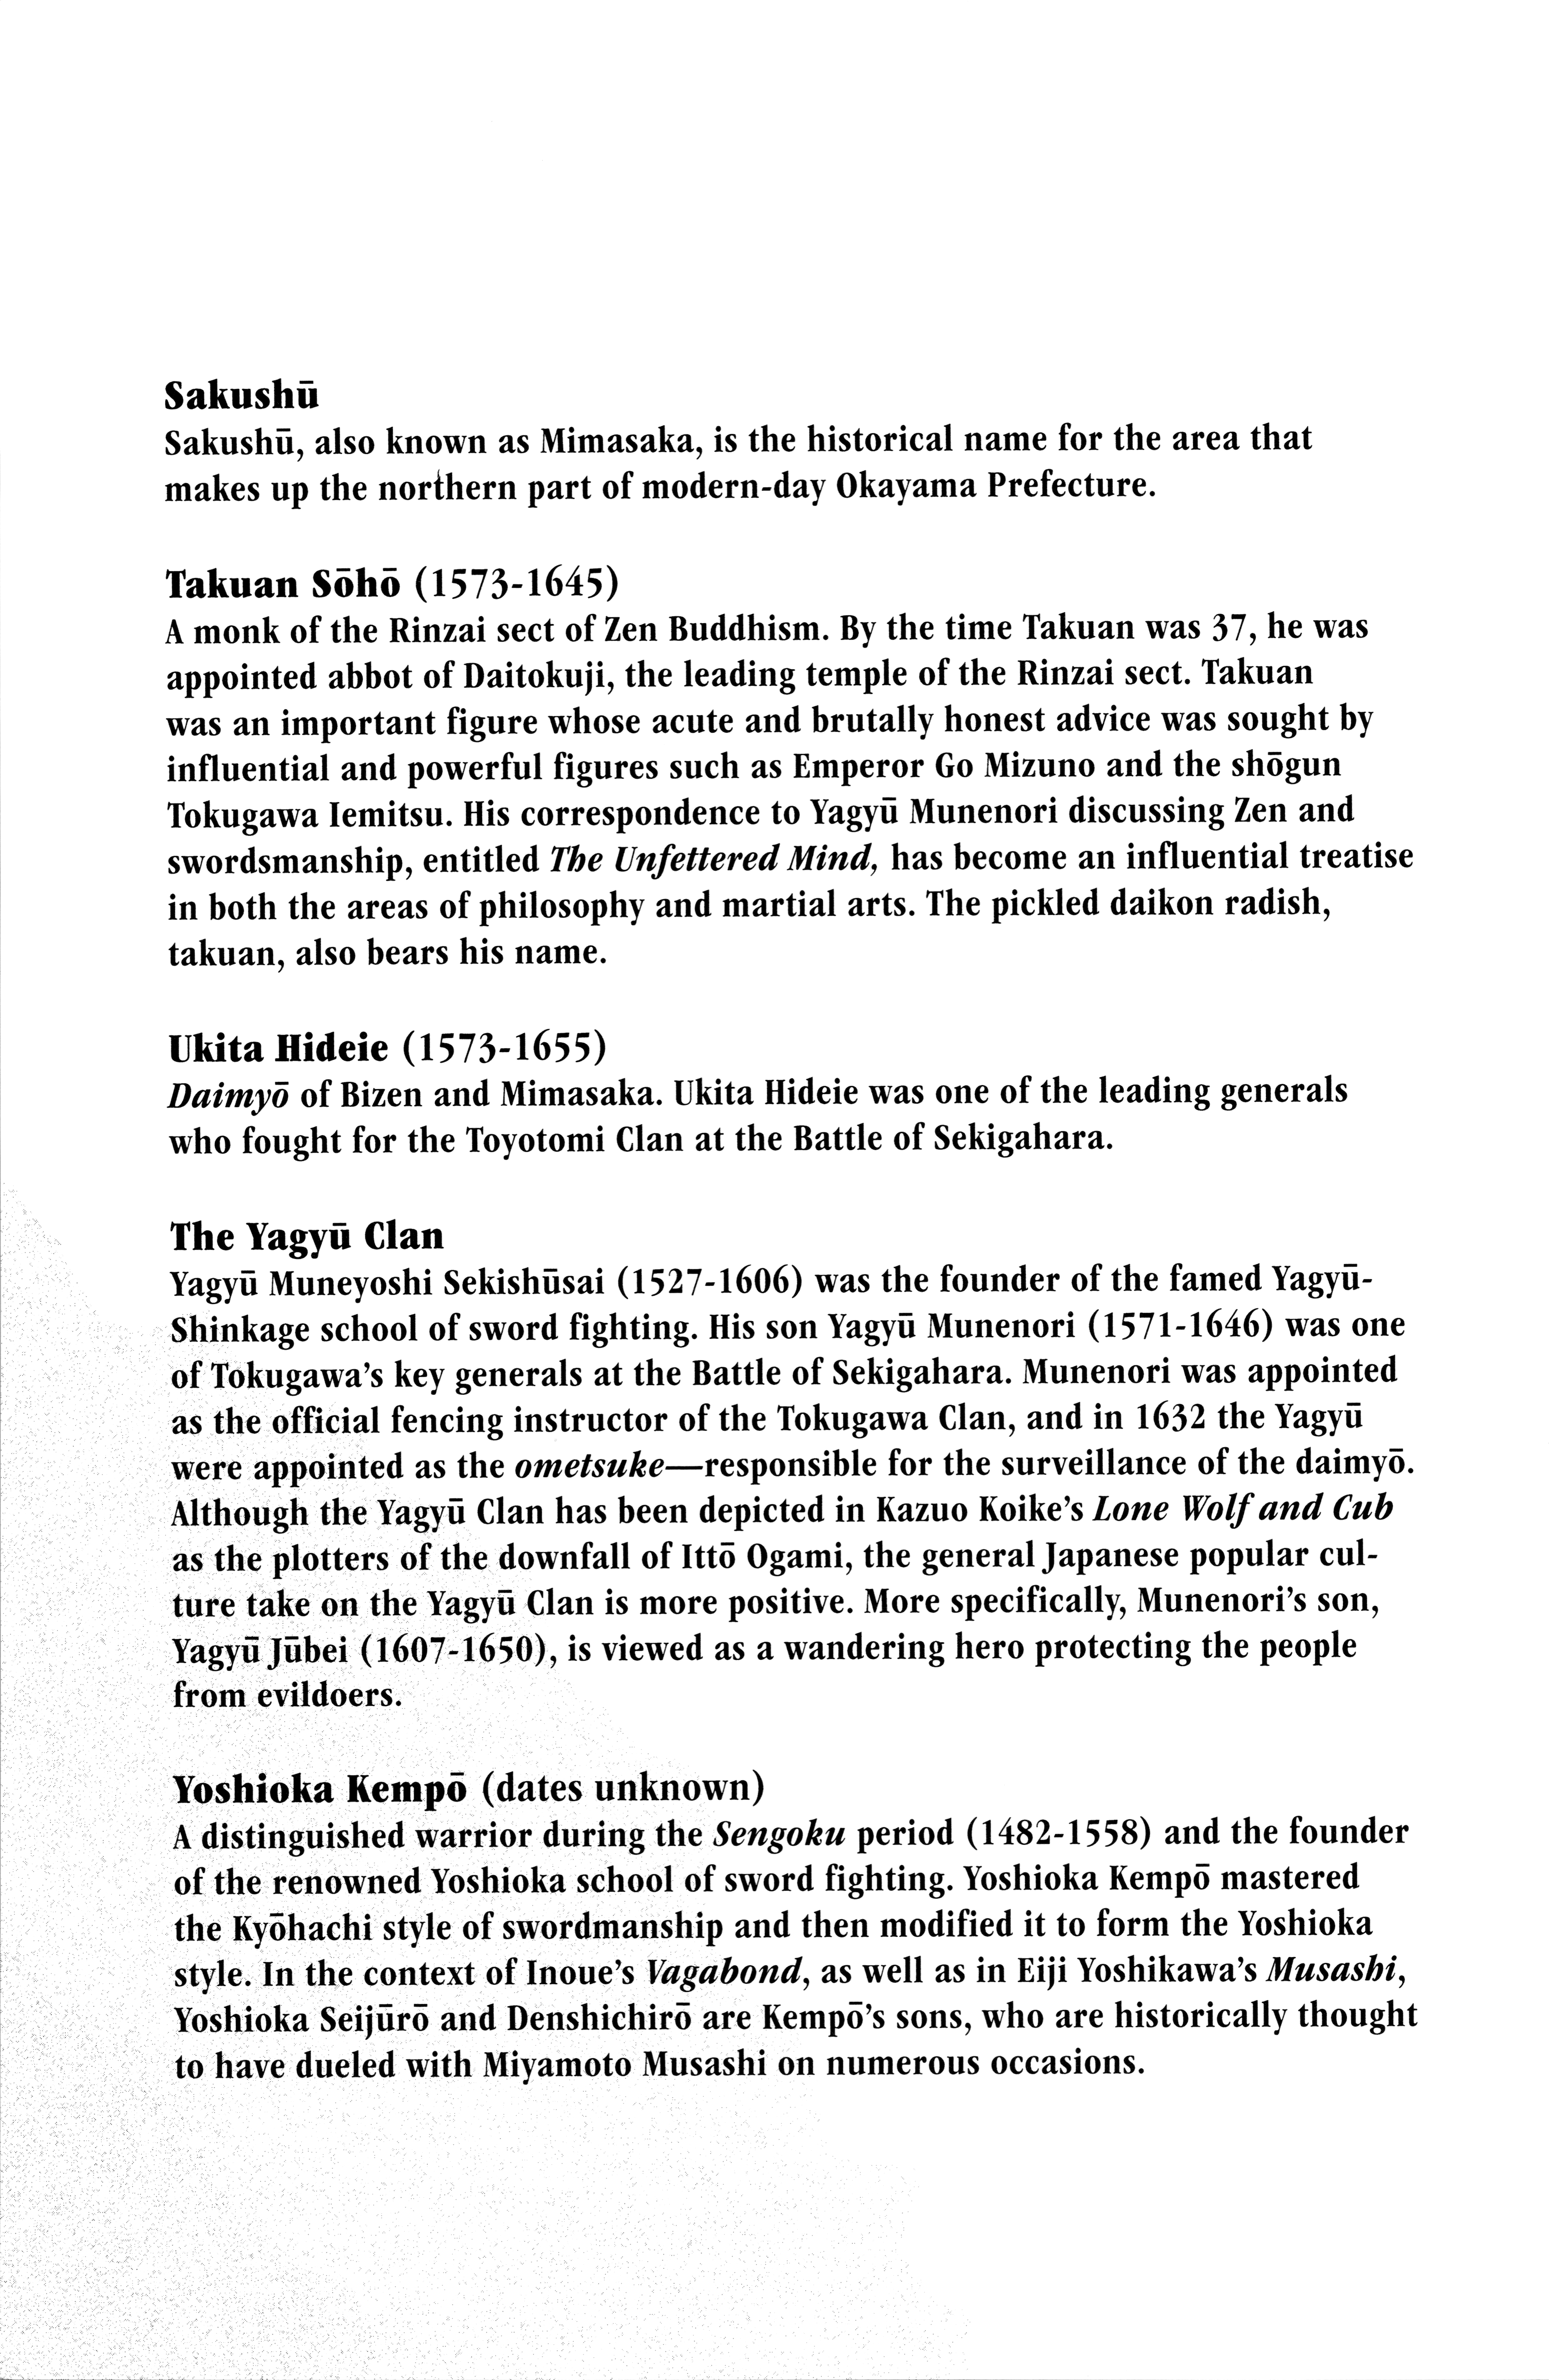 Sakushū
Sakushū, also known as Mimasaka, is the historical name for the area that
makes up the northern part of modern-day Okayama Prefecture.
Takuan Sōhō (1573-1645)
A monk of the Rinzai sect of Zen Buddhism. By the time Takuan was 37, he was
appointed abbot of Daitokuji, the leading temple of the Rinzai sect. Takuan
was an important figure whose acute and brutally honest advice was sought by
influential and powerful figures such as Emperor Go Mizuno and the shōgun
Tokugawa Iemitsu. His correspondence to Yagyū Munenori discussing Zen and
swordsmanship, entitled The Unfettered Mind, has become an influential treatise
in both the areas of philosophy and martial arts. The pickled daikon radish,
takuan, also bears his name.
Ukita Hideie (1573-1655)
Daimyō of Bizen and Mimasaka. Ukita Hideie was one of the leading generals
who fought for the Toyotomi Clan at the Battle of Sekigahara.
The Yagyū Clan
Yagyū Muneyoshi Sekishūsai (1527-1606) was the founder of the famed Yagyū-
Shinkage school of sword fighting. His son Yagyū Munenori (1571-1646) was one
of Tokugawa's key generals at the Battle of Sekigahara. Munenori was appointed
as the official fencing instructor of the Tokugawa Clan, and in 1632 the Yagyū
were appointed as the ometsuke—responsible for the surveillance of the daimyō.
Although the Yagyū Clan has been depicted in Kazuo Koike's Lone Wolf and Cub
as the plotters of the downfall of Ittō Ogami, the general Japanese popular cul-
ture take on the Yagyū Clan is more positive. More specifically, Munenori's son,
Yagyū Jūbei (1607-1650), is viewed as a wandering hero protecting the people
from evildoers.
Yoshioka Kempō (dates unknown)
A distinguished warrior during the Sengoku period (1482-1558) and the founder
of the renowned Yoshioka school of sword fighting. Yoshioka Kempō mastered
the Kyōhachi style of swordmanship and then modified it to form the Yoshioka
style. In the context of Inoue's Vagabond, as well as in Eiji Yoshikawa's Musashi,
Yoshioka Seijūrō and Denshichirō are Kempō's sons, who are historically thought
to have dueled with Miyamoto Musashi on numerous occasions.